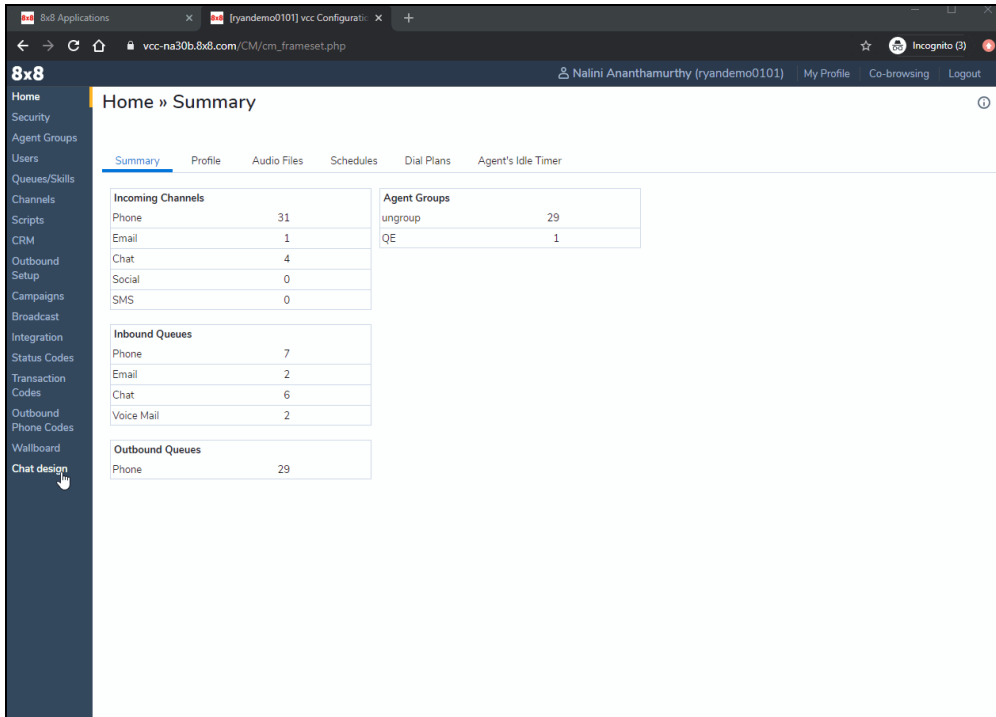 8x8 8x8 Applications
8x8 [ryandemo0101] vcc Configuratic
vcc-na30b.8x8.com/CM/cm_frameset.php
Incognito (3)
8x8
Nalini Ananthamurthy (ryandemo0101)
My Profile
Co-browsing
Logout
Home
Security
Agent Groups
Users
Queues/Skills
Channels
Scripts
CRM
Outbound
Setup
Campaigns
Broadcast
Integration
Status Codes
Transaction
Codes
Outbound
Phone Codes
Wallboard
Chat design
Home » Summary
Summary Profile Audio Files Schedules Dial Plans Agent's Idle Timer
Incoming Channels
Phone 31
Email 1
Chat 4
Social 0
SMS 0
Agent Groups
ungroup 29
QE 1
Inbound Queues
Phone 7
Email 2
Chat 6
Voice Mail 2
Outbound Queues
Phone 29